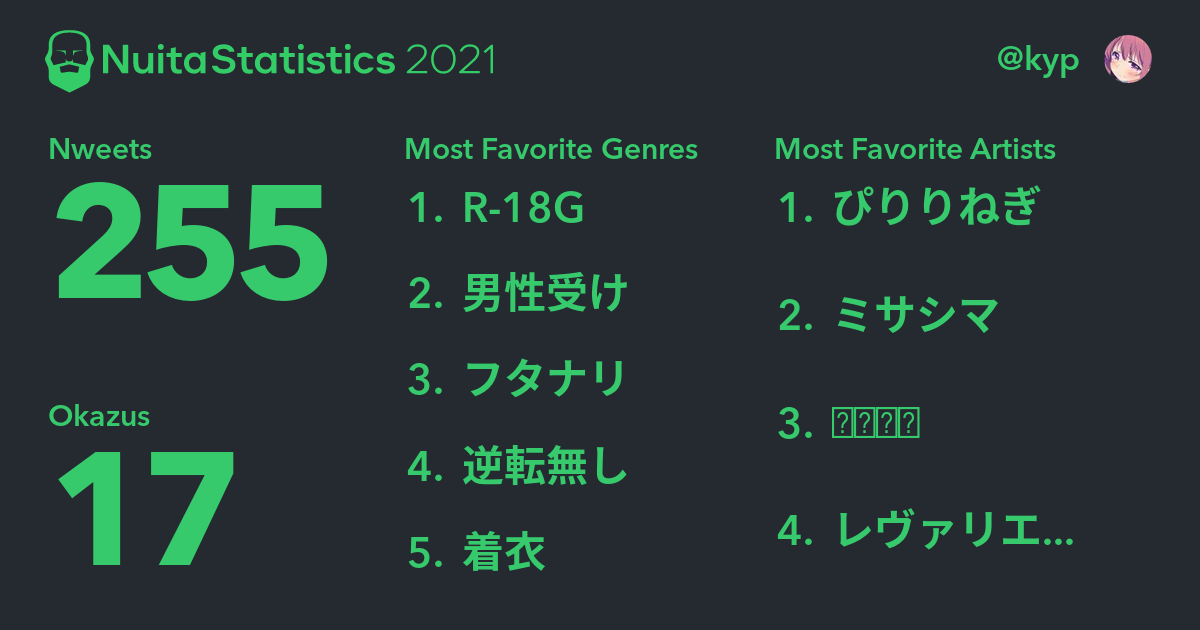 NuitaStatistics 2021
@kyp
Nweets
255
Okazus
17
Most Favorite Genres
1. R-18G
2. 男性受け
3. フタナリ
4. 逆転無し
5. 着衣
Most Favorite Artists
1. ぴりりねぎ
2. ミサシマ
3.
4. レヴァリエ...